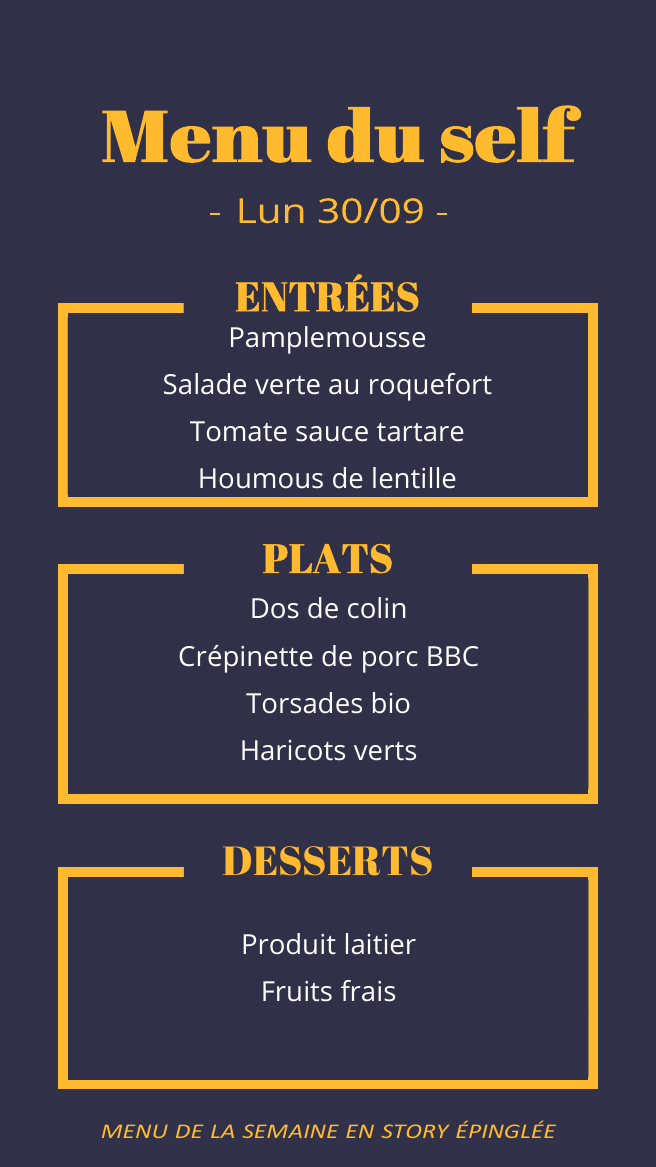 Menu du self
- Lun 30/09 -
ENTRÉES
Pamplemousse
Salade verte au roquefort
Tomate sauce tartare
Houmous de lentille
PLATS
Dos de colin
Crépinette de porc BBC
Torsades bio
Haricots verts
DESSERTS
Produit laitier
Fruits frais
MENU DE LA SEMAINE EN STORY ÉPINGLÉE